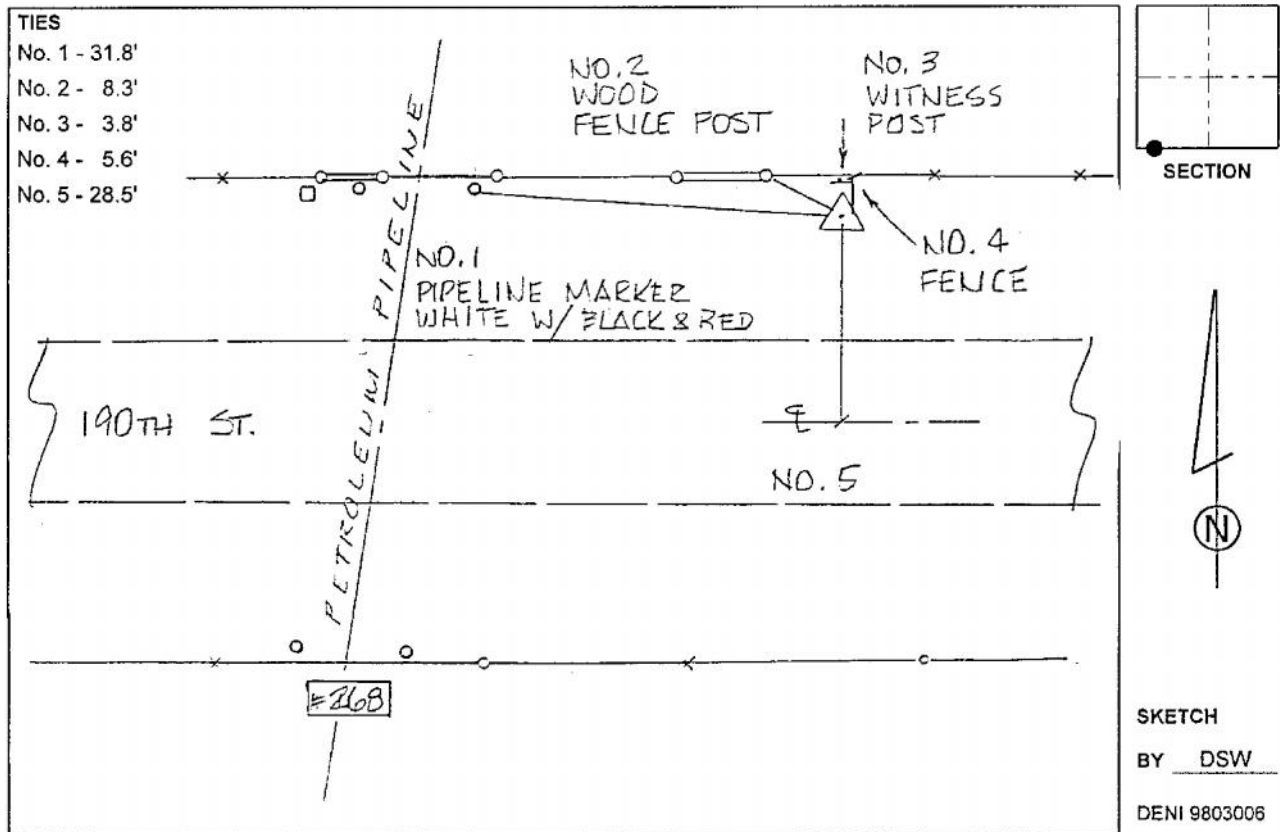 TIES
No. 1 - 31.8'
No. 2 - 8.3'
No. 3 - 3.8'
No. 4 - 5.6'
No. 5 - 28.5'
NO. 2
WOOD
FENCE POST
NO. 3
WITNESS
POST
SECTION
NO. 4
FENCE
NO. 1
PIPELINE MARKER
WHITE W/ BLACK & RED
PETROLEUM PIPELINE
190TH ST.
℄
NO. 5
N
SKETCH
BY DSW
DENI 9803006